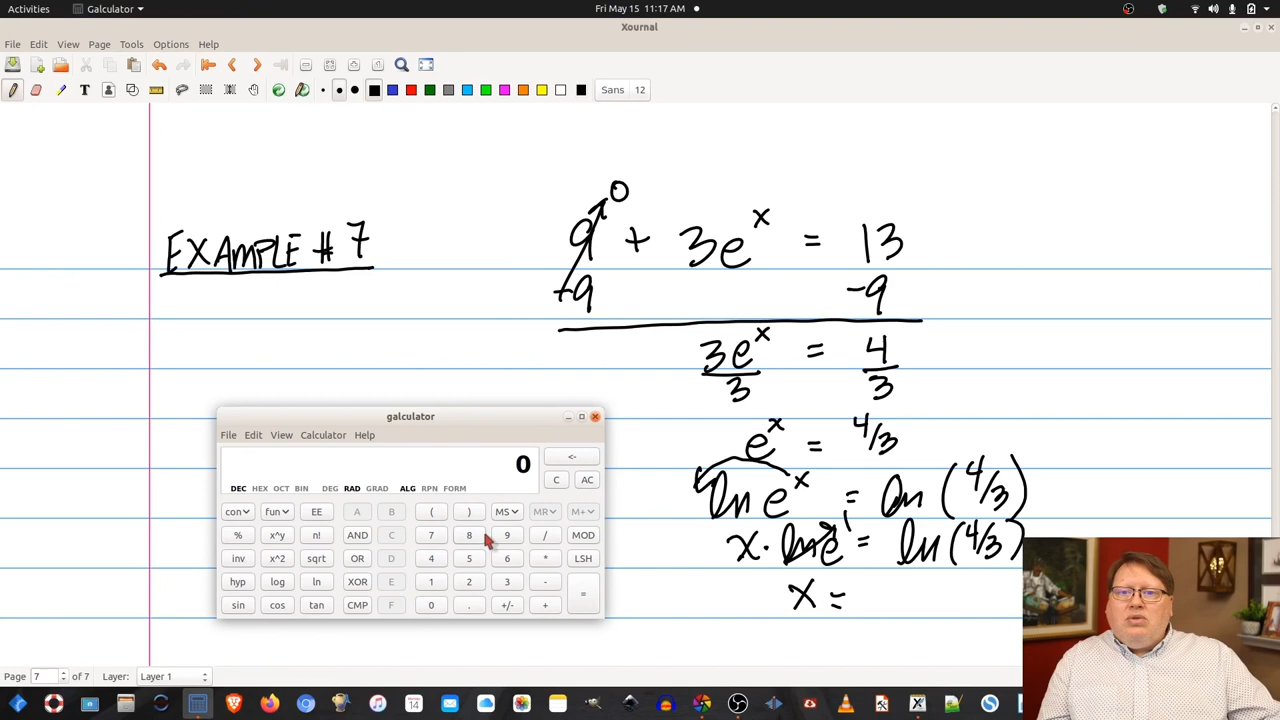 Activities Galculator Fri May 15 11:17 AM
Xournal
File Edit View Page Tools Options Help
Sans 12
EXAMPLE # 7
9 + 3e^x = 13
0
+9 -9
3e^x = 4
3 3
e^x = 4/3
ln e^x = ln (4/3)
x · ln e = ln (4/3)
1
x =
galculator
File Edit View Calculator Help
0
DEC HEX OCT BIN DEG RAD GRAD ALG RPN FORM
<- C AC
con fun EE A B ( ) MS MR M+
% x^y n! AND C 7 8 9 / MOD
inv x^2 sqrt OR D 4 5 6 * LSH
hyp log ln XOR E 1 2 3 - =
sin cos tan CMP F 0 . +/- +
Page 7 of 7 Layer: Layer 1
MONDAY
14